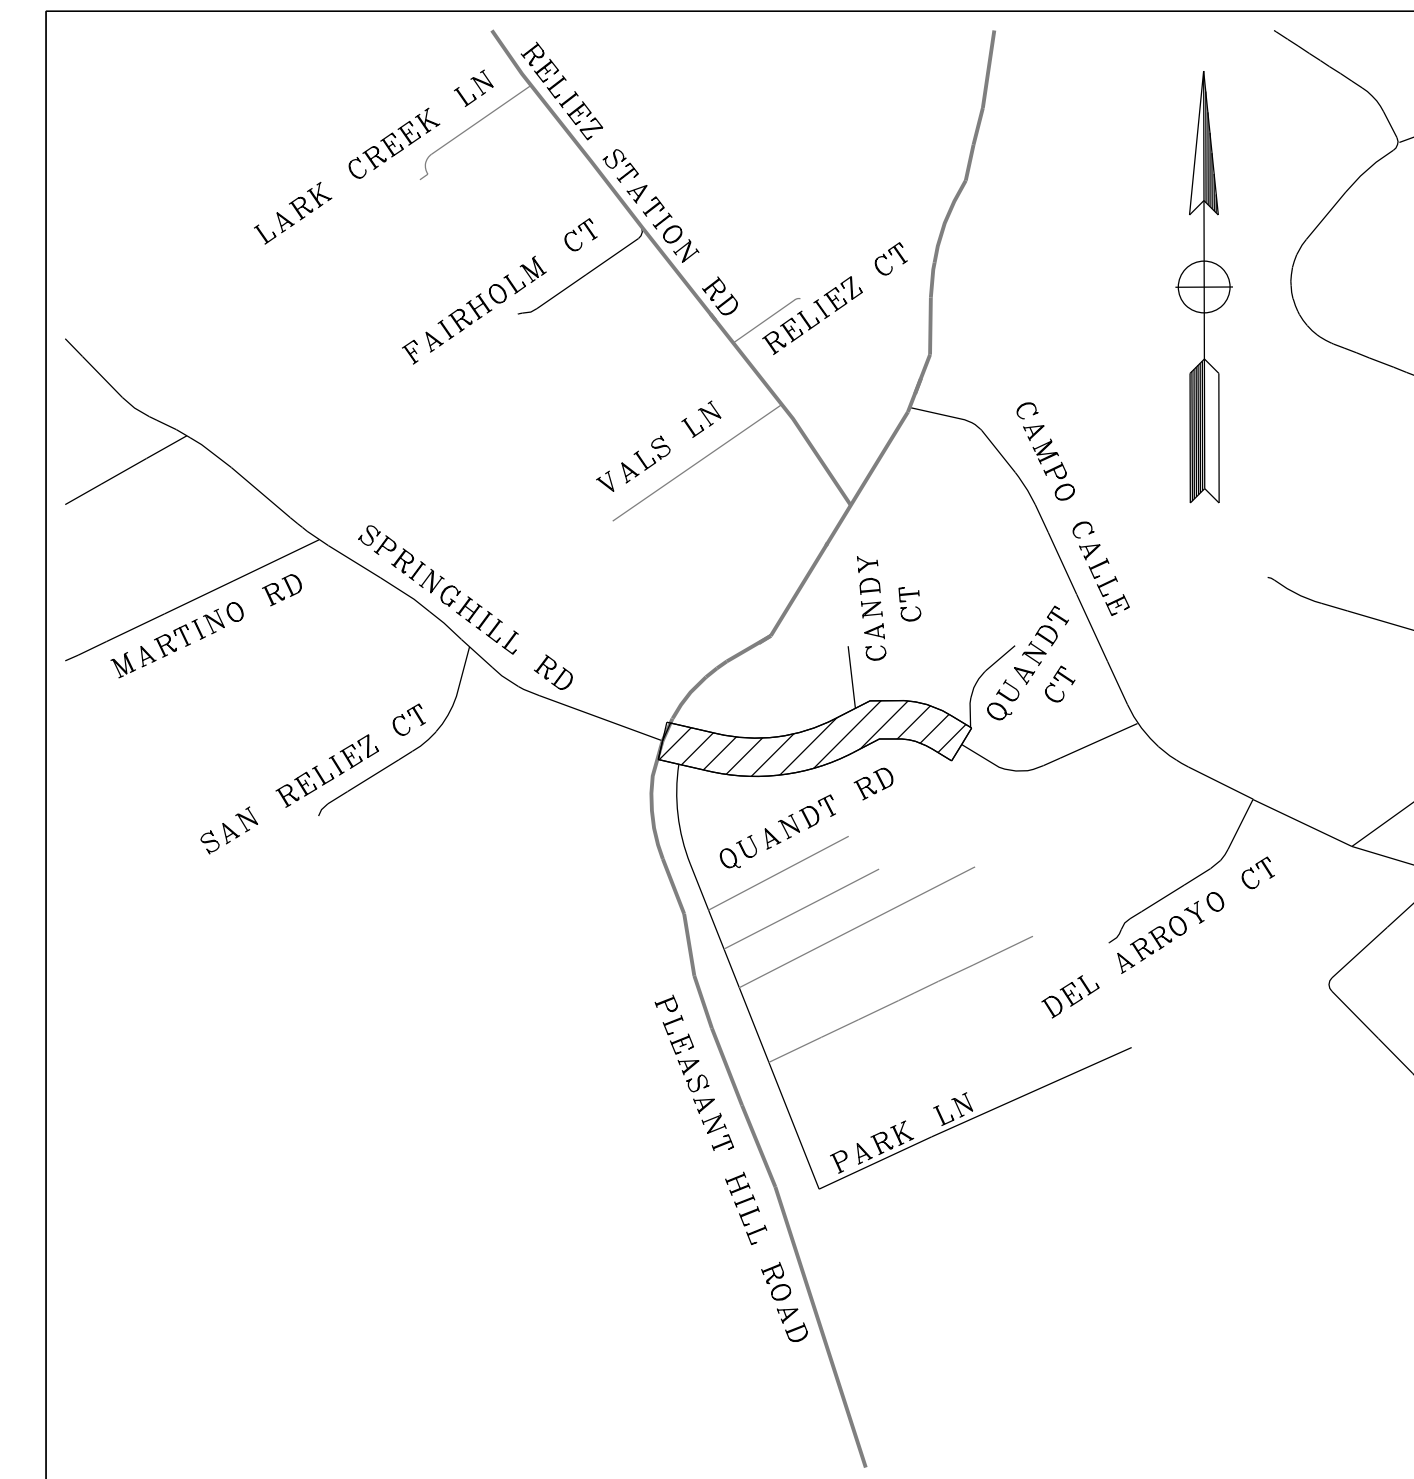 RELIEZ STATION RD
LARK CREEK LN
FAIRHOLM CT
RELIEZ CT
VALS LN
CAMPO CALLE
SPRINGHILL RD
MARTINO RD
CANDY
CT
QUANDT
CT
SAN RELIEZ CT
QUANDT RD
DEL ARROYO CT
PLEASANT HILL ROAD
PARK LN